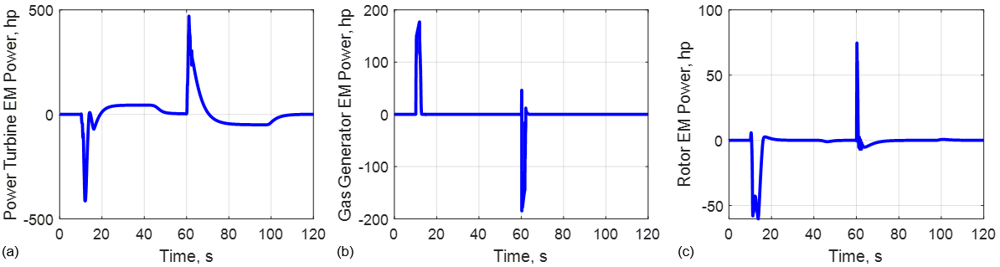 Power Turbine EM Power, hp
500
0
-500
0 20 40 60 80 100 120
Time, s
(a)
Gas Generator EM Power, hp
200
100
0
-100
-200
0 20 40 60 80 100 120
Time, s
(b)
Rotor EM Power, hp
100
50
0
-50
0 20 40 60 80 100 120
Time, s
(c)